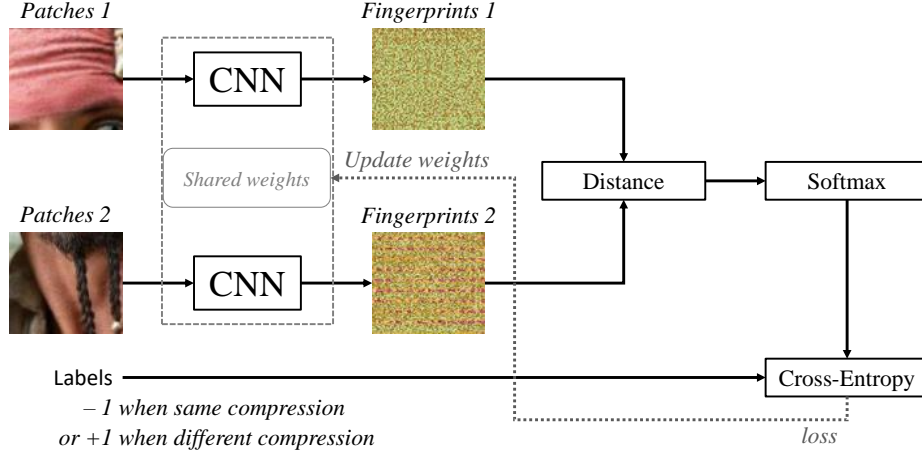 Patches 1
Fingerprints 1
CNN
Update weights
Shared weights
Distance
Softmax
Patches 2
Fingerprints 2
CNN
Labels
Cross-Entropy
– 1 when same compression
or +1 when different compression
loss